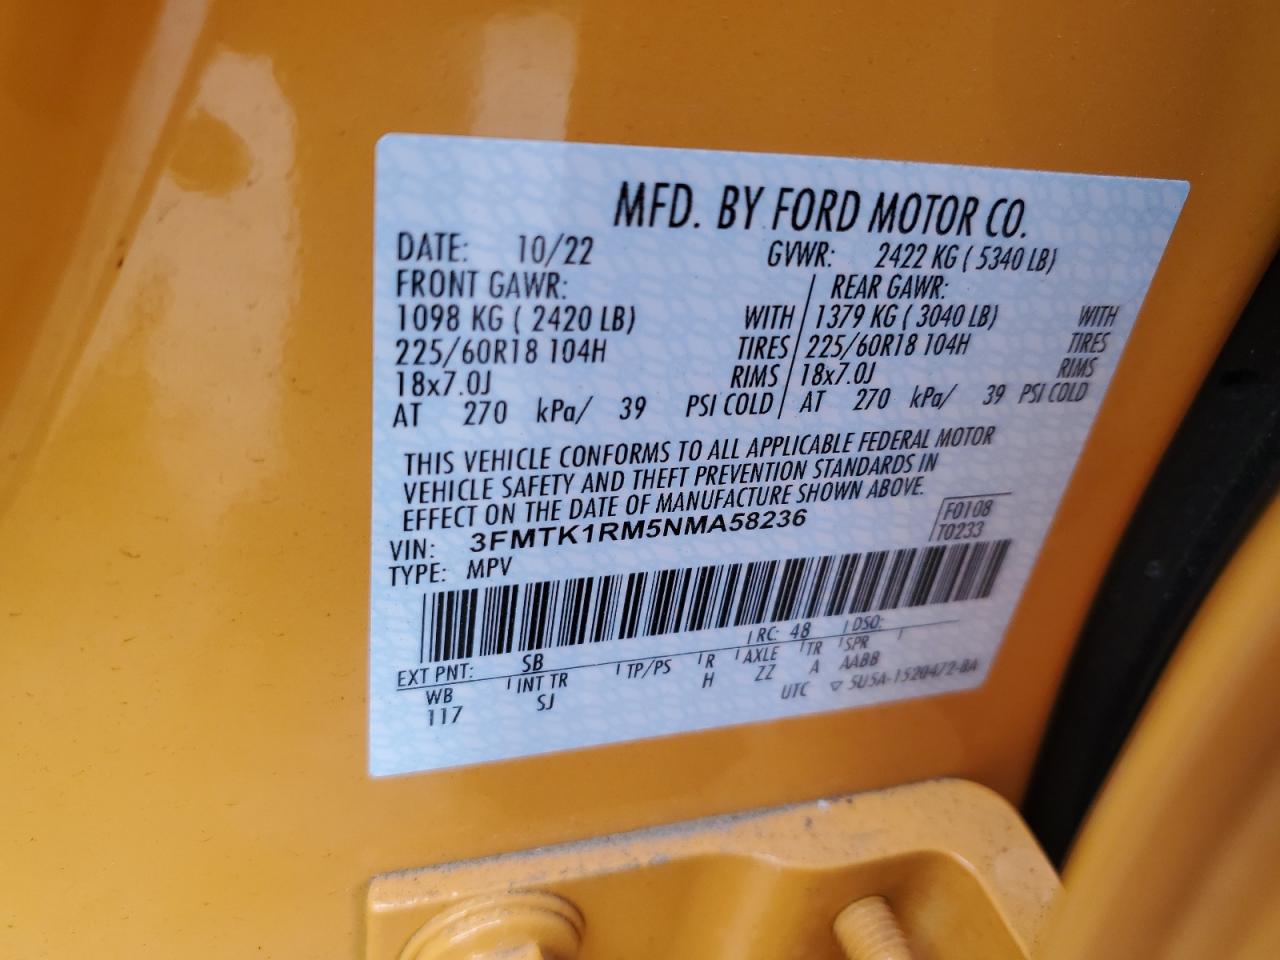 MFD. BY FORD MOTOR CO.
DATE: 10/22 GVWR: 2422 KG ( 5340 LB)
FRONT GAWR: REAR GAWR:
1098 KG ( 2420 LB) WITH 1379 KG ( 3040 LB) WITH
225/60R18 104H TIRES 225/60R18 104H TIRES
18x7.0J RIMS 18x7.0J RIMS
AT 270 kPa/ 39 PSI COLD AT 270 kPa/ 39 PSI COLD
THIS VEHICLE CONFORMS TO ALL APPLICABLE FEDERAL MOTOR
VEHICLE SAFETY AND THEFT PREVENTION STANDARDS IN
EFFECT ON THE DATE OF MANUFACTURE SHOWN ABOVE.
VIN: 3FMTK1RM5NMA58236 F0108
TYPE: MPV T0233
EXT PNT: SB RC: 48 DSO:
WB INT TR TP/PS R AXLE TR SPR
117 SJ H ZZ A AABB
UTC ▽ 5U5A-1520472-BA